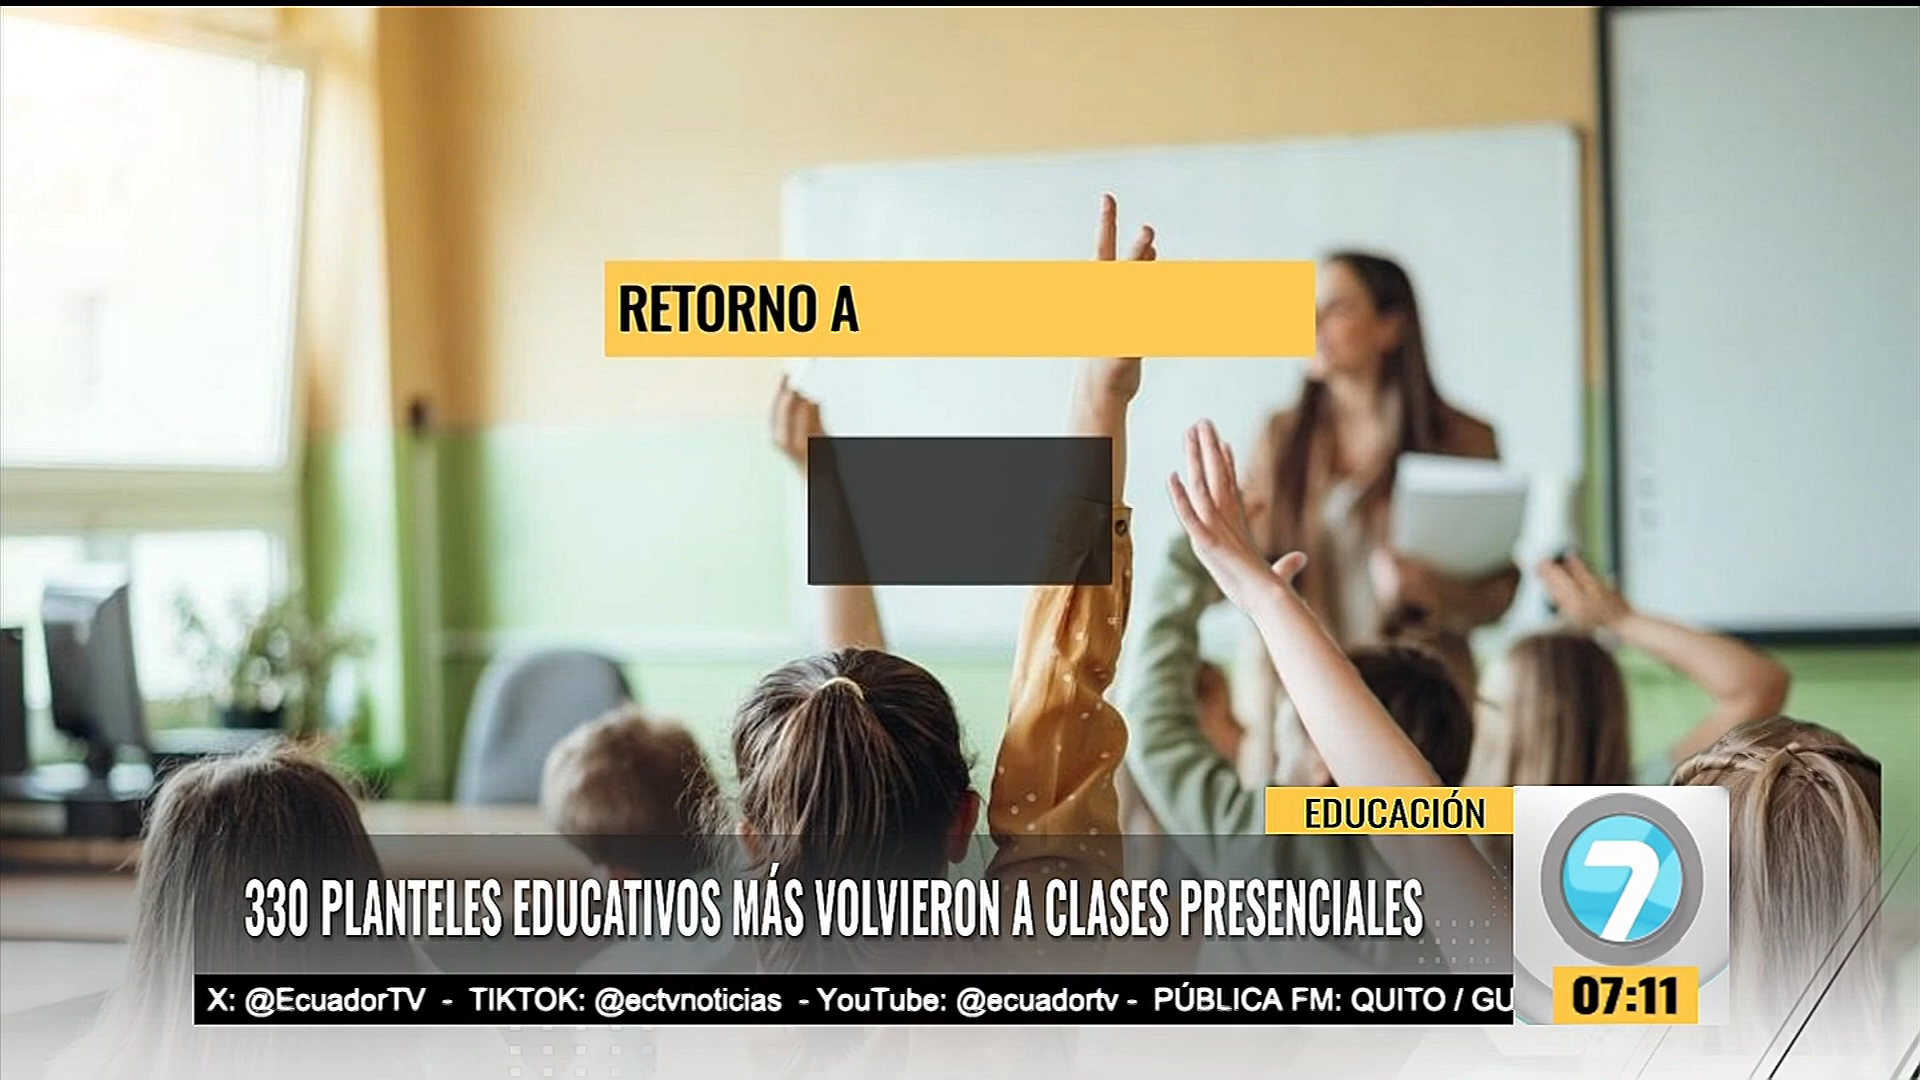 RETORNO A
EDUCACIÓN
330 PLANTELES EDUCATIVOS MÁS VOLVIERON A CLASES PRESENCIALES
7
X: @EcuadorTV - TIKTOK: @ectvnoticias - YouTube: @ecuadortv - PÚBLICA FM: QUITO / GU
07:11